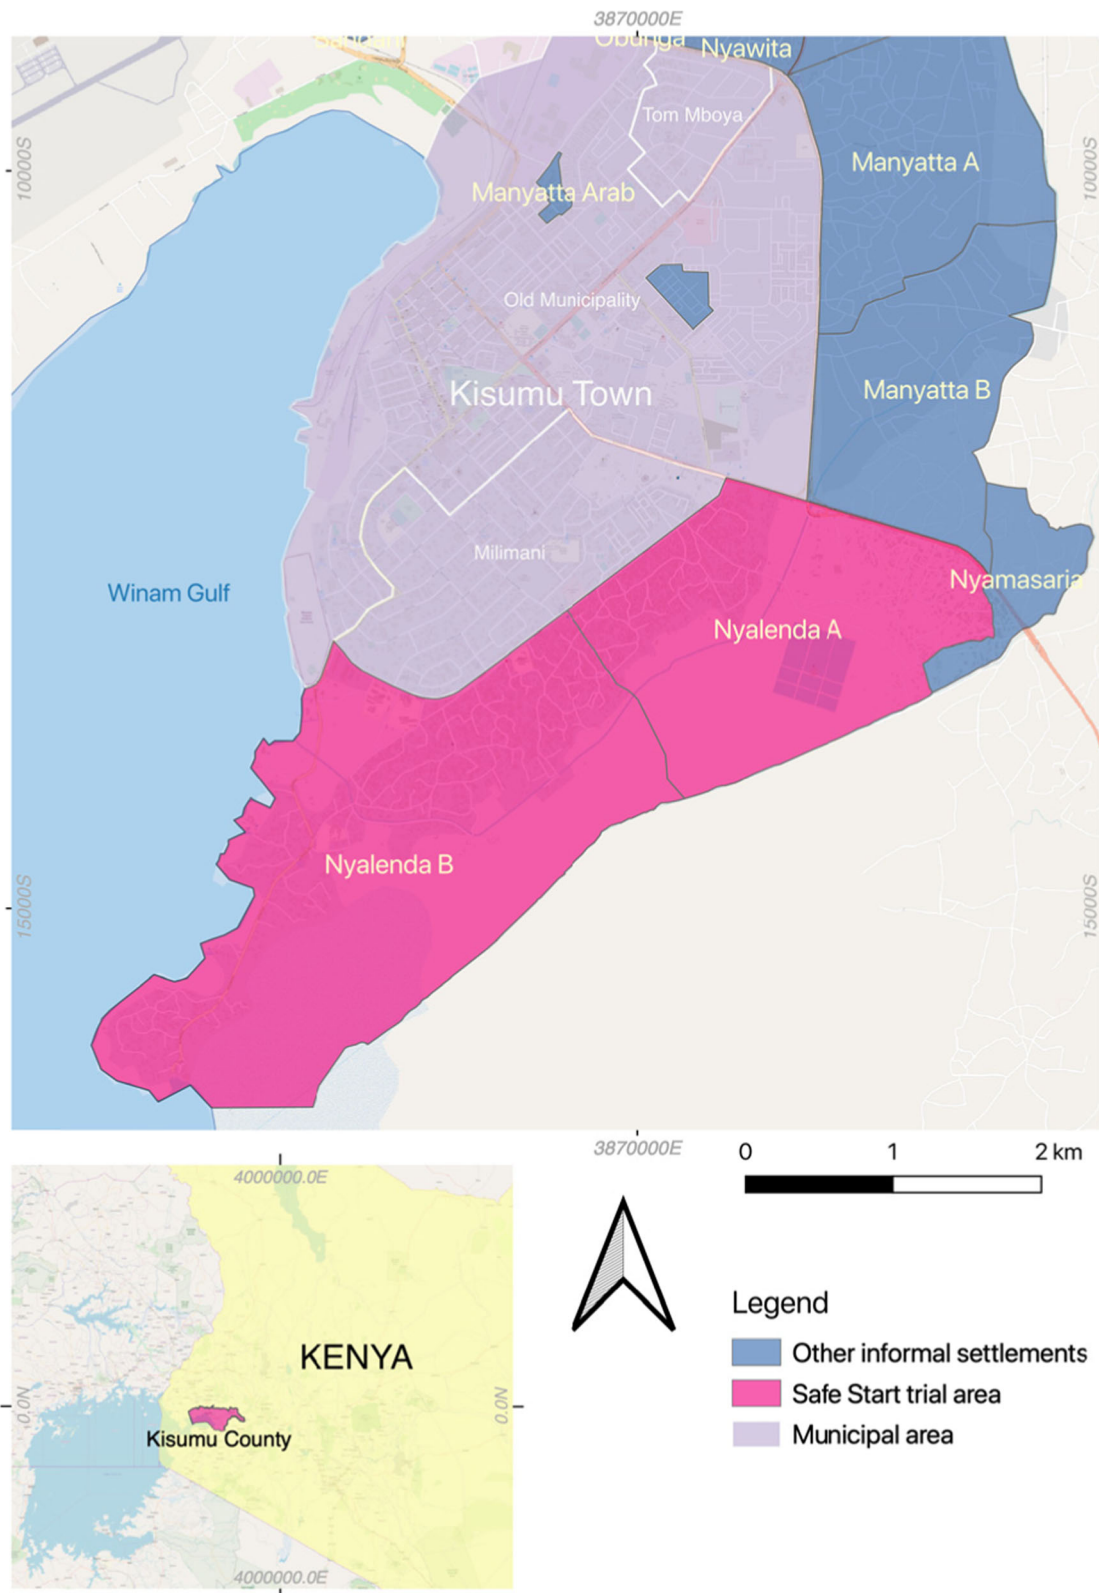 3870000E
Bandani
Obunga
Nyawita
Tom Mboya
10000S
10000S
Manyatta A
Manyatta Arab
Old Municipality
Kisumu Town
Manyatta B
Milimani
Nyamasaria
Winam Gulf
Nyalenda A
Nyalenda B
15000S
15000S
3870000E
0 1 2 km
4000000.0E
KENYA
0.0N
0.0N
Kisumu County
4000000.0E
Legend
Other informal settlements
Safe Start trial area
Municipal area